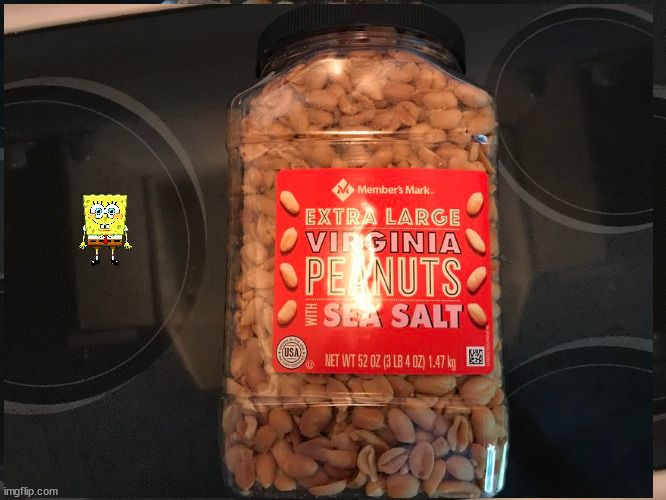 Member's Mark™
EXTRA LARGE
VIRGINIA
PEANUTS
WITH
SEA SALT
USA
NET WT 52 OZ (3 LB 4 OZ) 1.47 kg
imgflip.com